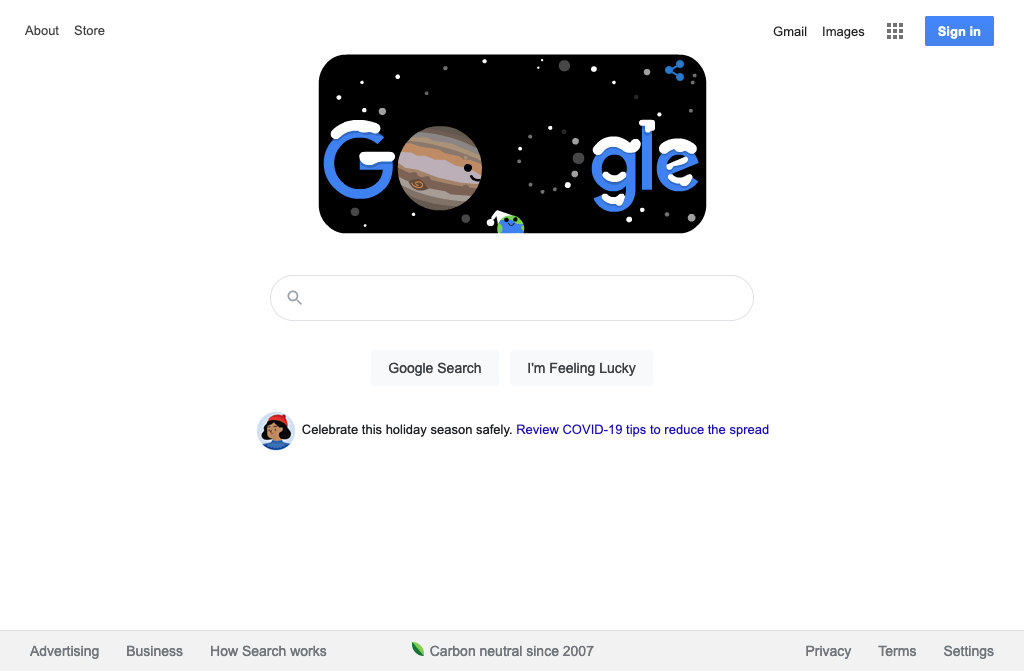 About Store
Gmail Images Sign in
Google
Google Search I'm Feeling Lucky
Celebrate this holiday season safely. Review COVID-19 tips to reduce the spread
Advertising Business How Search works Carbon neutral since 2007 Privacy Terms Settings